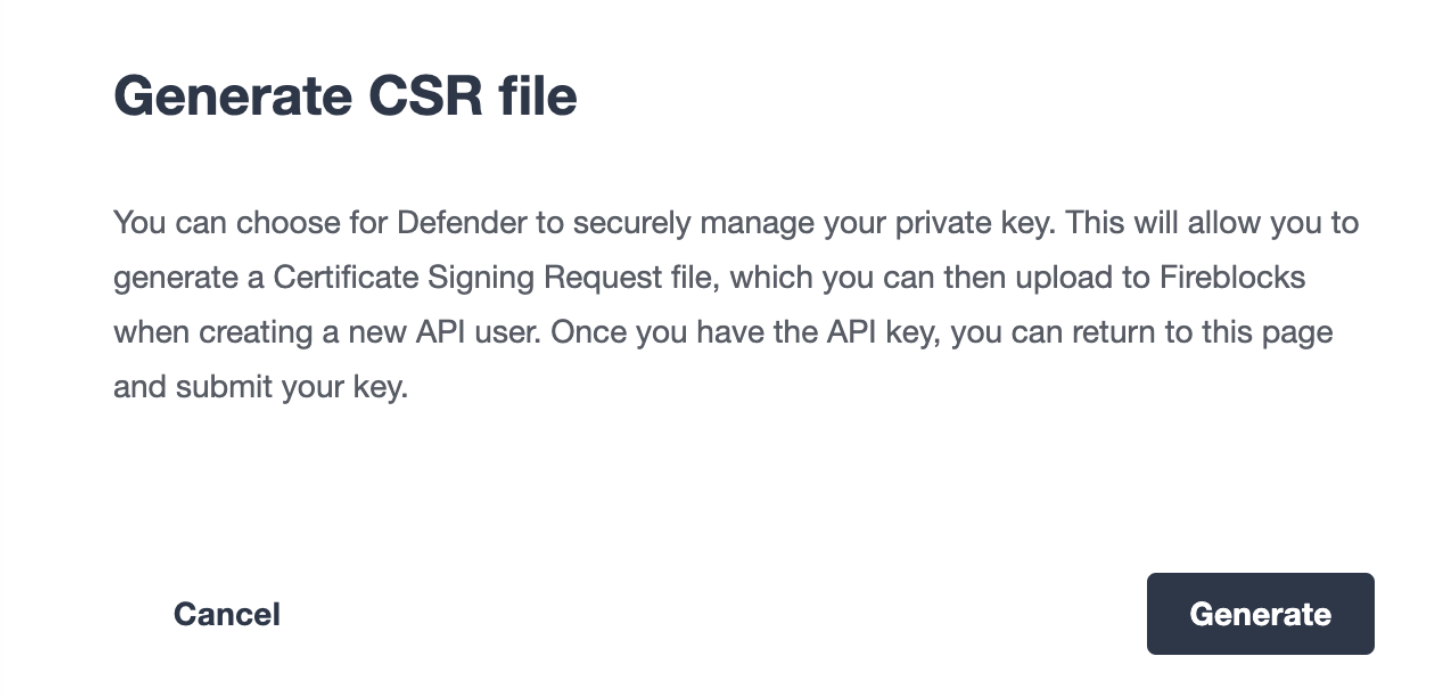 Generate CSR file
You can choose for Defender to securely manage your private key. This will allow you to
generate a Certificate Signing Request file, which you can then upload to Fireblocks
when creating a new API user. Once you have the API key, you can return to this page
and submit your key.
Cancel
Generate